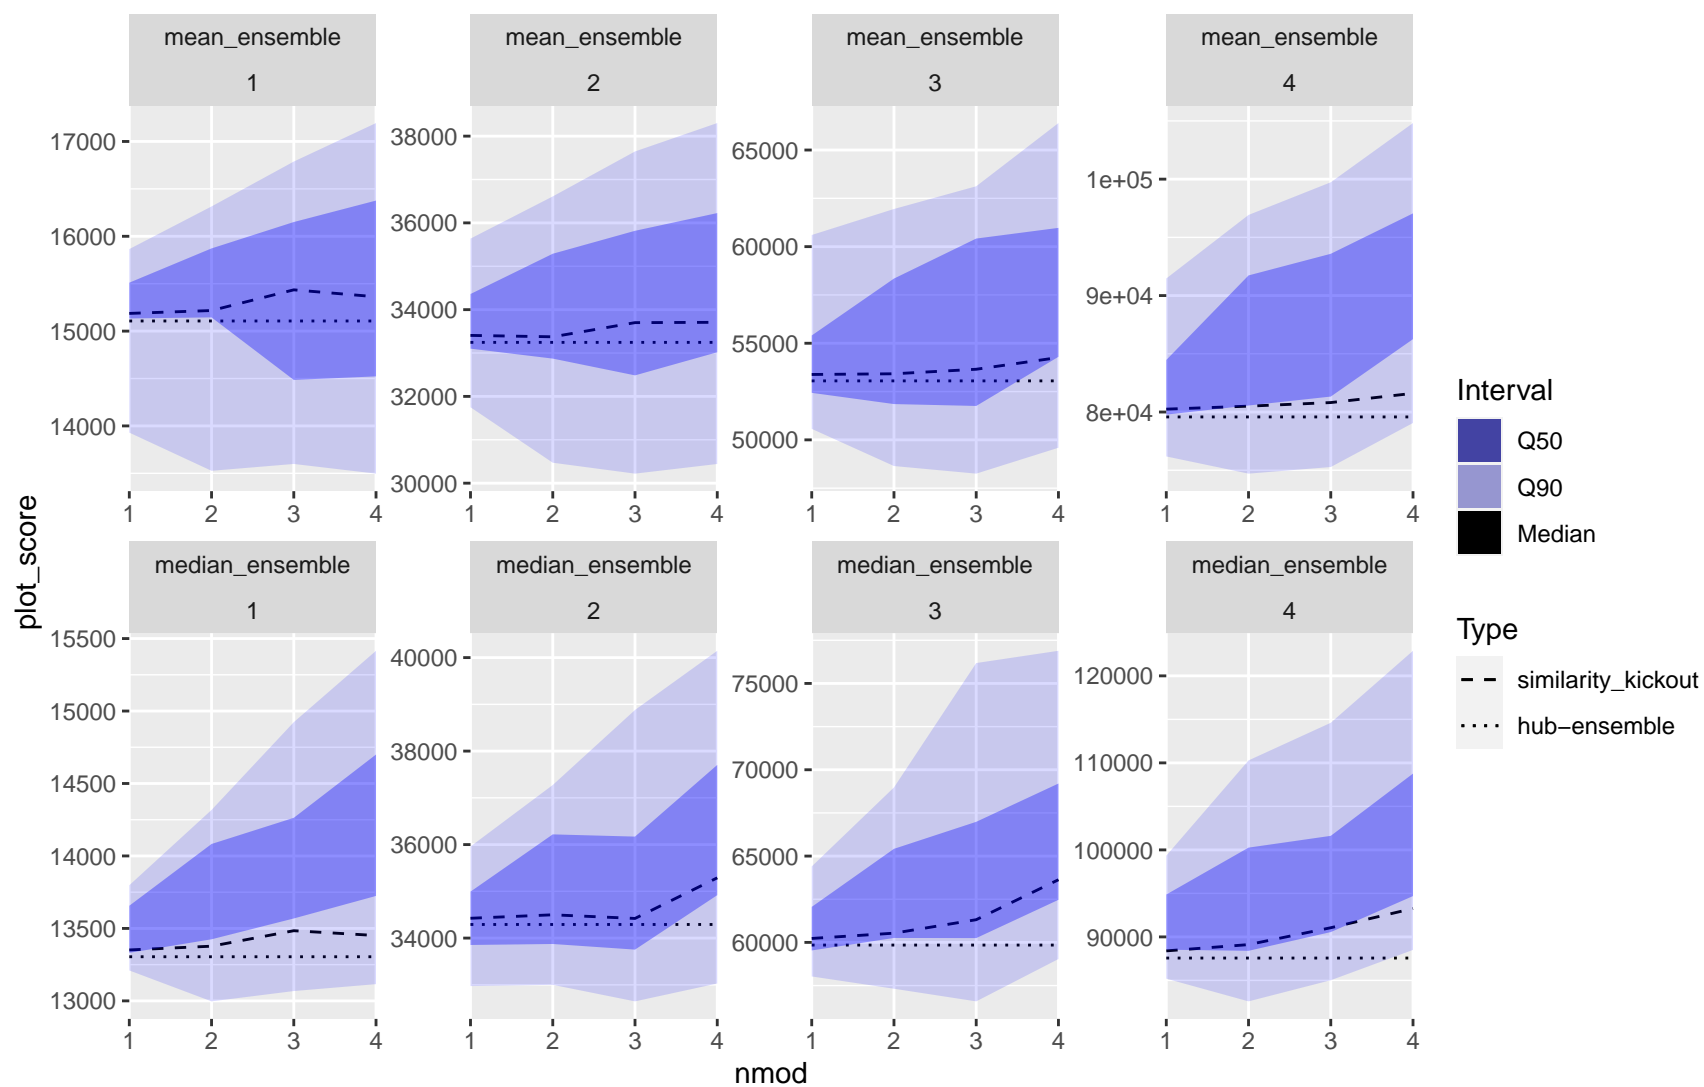 mean_ensemble
1
mean_ensemble
2
mean_ensemble
3
mean_ensemble
4
17000
16000
15000
14000
38000
36000
34000
32000
30000
65000
60000
55000
50000
1e+05
9e+04
8e+04
1 2 3 4
1 2 3 4
1 2 3 4
1 2 3 4
median_ensemble
1
median_ensemble
2
median_ensemble
3
median_ensemble
4
15500
15000
14500
14000
13500
13000
40000
38000
36000
34000
75000
70000
65000
60000
120000
110000
100000
90000
1 2 3 4
1 2 3 4
1 2 3 4
1 2 3 4
nmod
plot_score
Interval
Q50
Q90
Median
Type
similarity_kickout
hub−ensemble